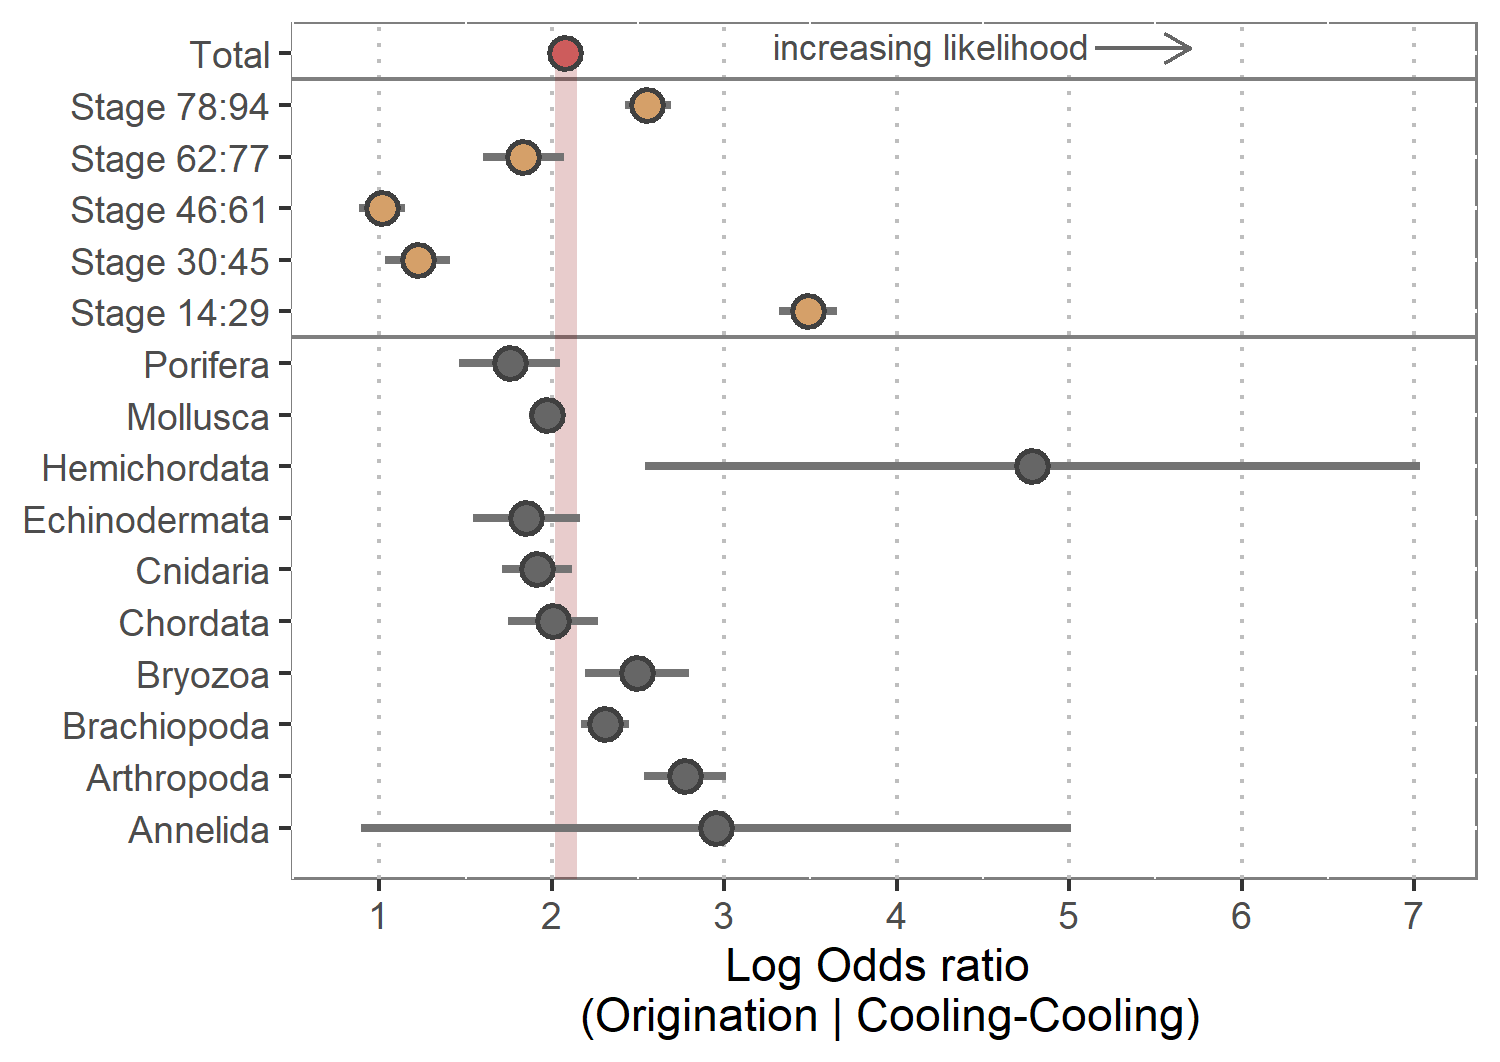 Total
increasing likelihood
Stage 78:94
Stage 62:77
Stage 46:61
Stage 30:45
Stage 14:29
Porifera
Mollusca
Hemichordata
Echinodermata
Cnidaria
Chordata
Bryozoa
Brachiopoda
Arthropoda
Annelida
1 2 3 4 5 6 7
Log Odds ratio
(Origination | Cooling-Cooling)